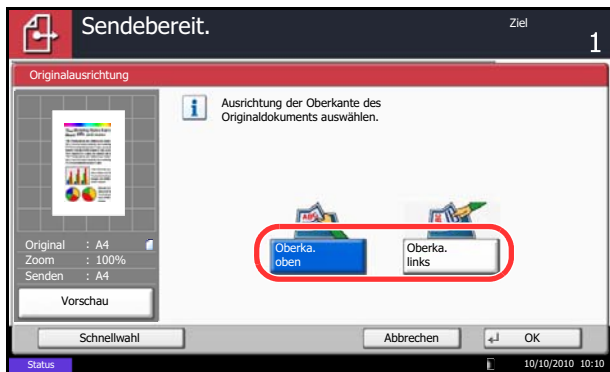 Sendebereit.
Ziel
1
Originalausrichtung
Ausrichtung der Oberkante des
Originaldokuments auswählen.
Original : A4
Zoom : 100%
Senden : A4
Vorschau
Oberka.
oben
Oberka.
links
Schnellwahl
Abbrechen
OK
Status
10/10/2010 10:10